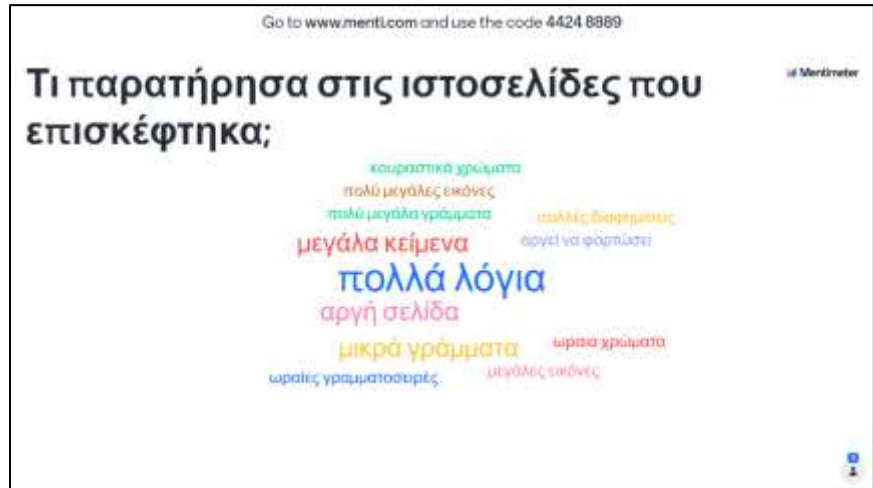 Go to www.menti.com and use the code 4424 8889
Τι παρατήρησα στις ιστοσελίδες που
επισκέφτηκα;
Mentimeter
κουραστικά χρώματα
πολύ μεγάλες εικόνες
πολύ μεγάλα γράμματα
πολλές διαφημίσεις
μεγάλα κείμενα
αργεί να φορτώσει
πολλά λόγια
αργή σελίδα
ωραια χρώματα
μικρά γράμματα
μεγάλες εικόνες
ωραίες γραμματοσειρές